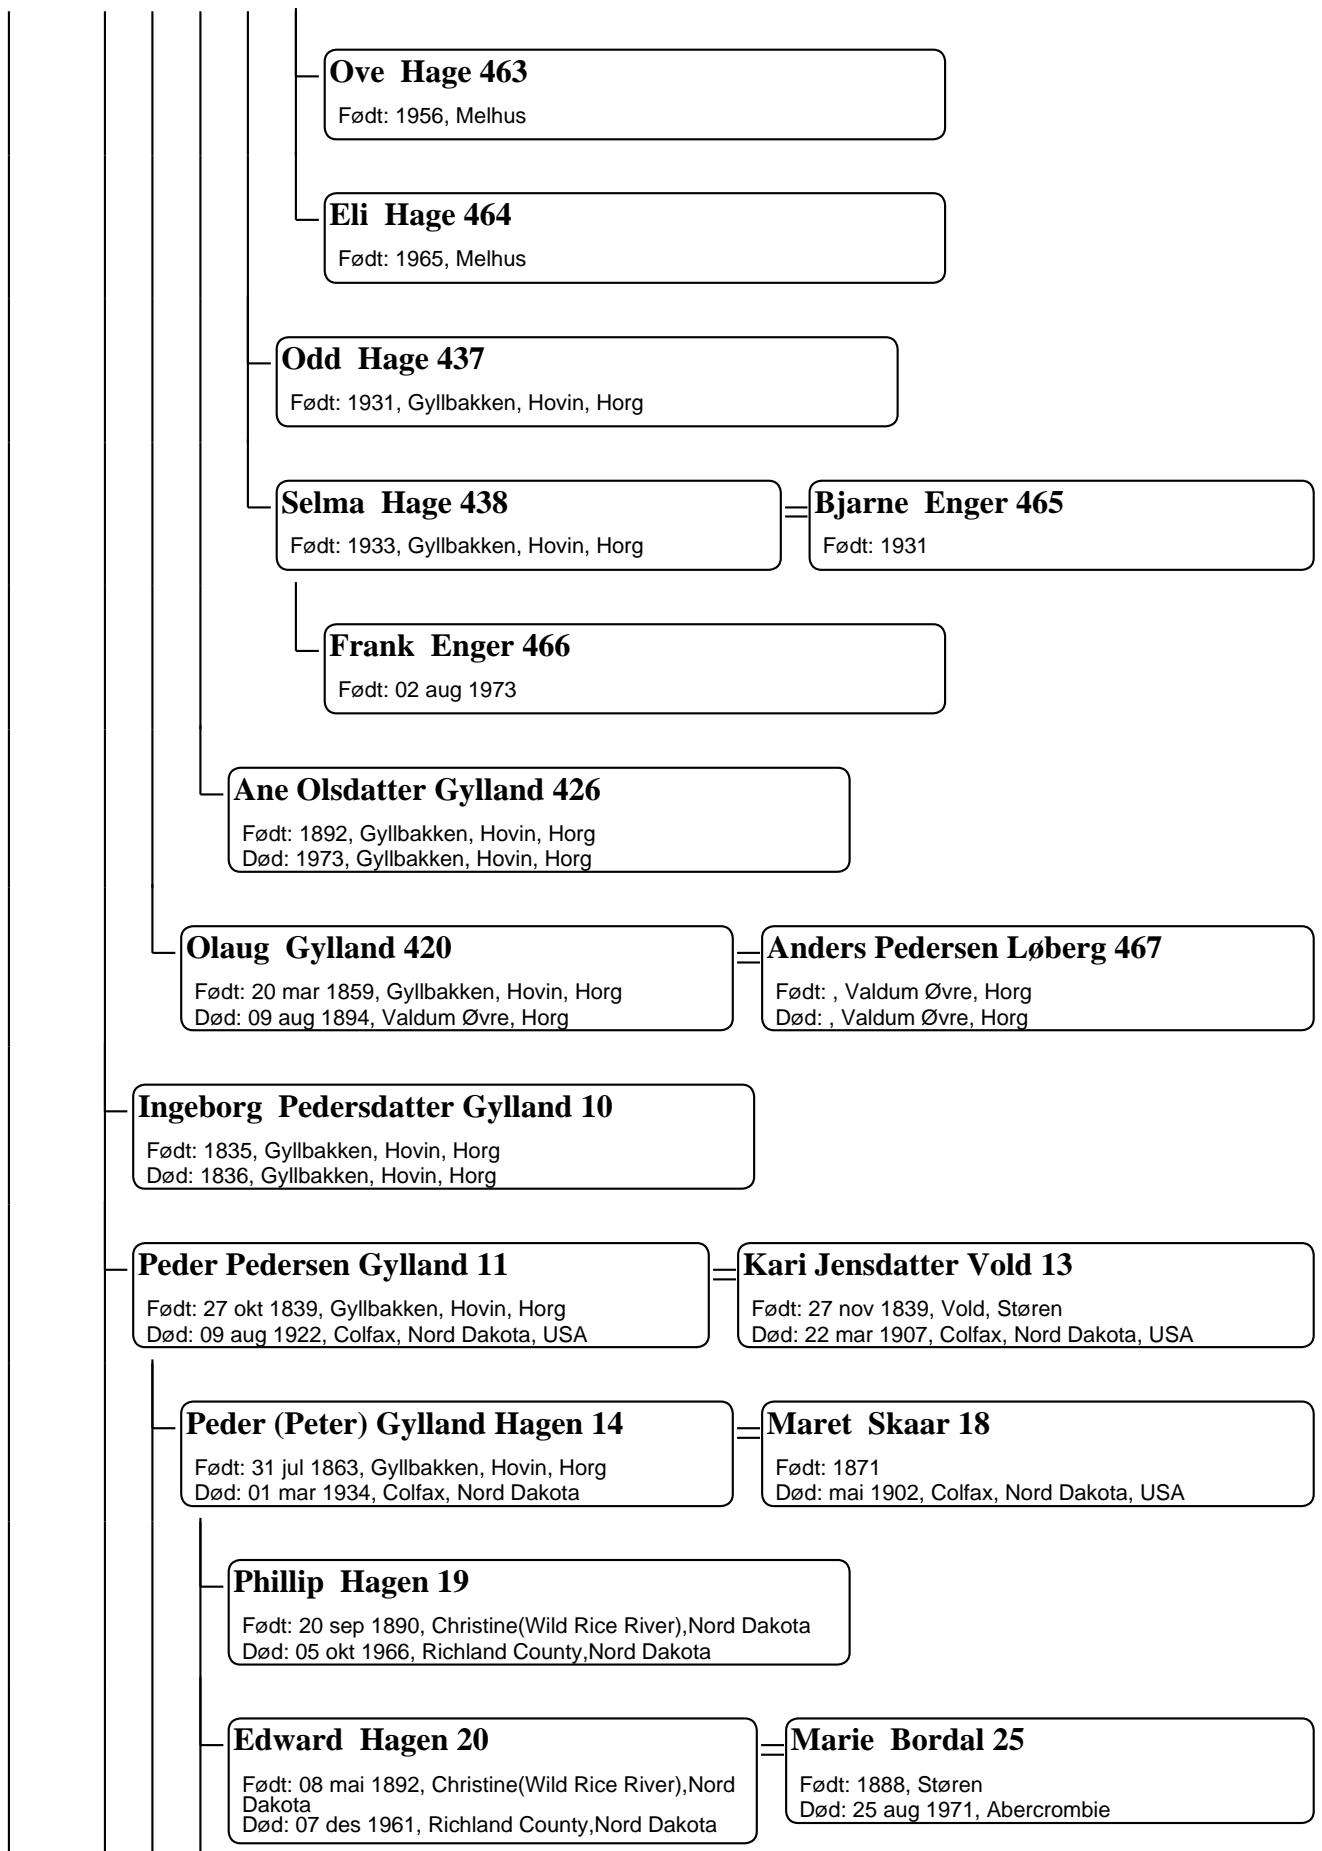 Ove  Hage 463
Født: 1956, Melhus
Eli  Hage 464
Født: 1965, Melhus
Odd  Hage 437
Født: 1931, Gyllbakken, Hovin, Horg
Selma  Hage 438
Født: 1933, Gyllbakken, Hovin, Horg
Bjarne  Enger 465
Født: 1931
Frank  Enger 466
Født: 02 aug 1973
Ane Olsdatter Gylland 426
Født: 1892, Gyllbakken, Hovin, Horg
Død: 1973, Gyllbakken, Hovin, Horg
Olaug  Gylland 420
Født: 20 mar 1859, Gyllbakken, Hovin, Horg
Død: 09 aug 1894, Valdum Øvre, Horg
Anders Pedersen Løberg 467
Født: , Valdum Øvre, Horg
Død: , Valdum Øvre, Horg
Ingeborg  Pedersdatter Gylland 10
Født: 1835, Gyllbakken, Hovin, Horg
Død: 1836, Gyllbakken, Hovin, Horg
Peder Pedersen Gylland 11
Født: 27 okt 1839, Gyllbakken, Hovin, Horg
Død: 09 aug 1922, Colfax, Nord Dakota, USA
Kari Jensdatter Vold 13
Født: 27 nov 1839, Vold, Støren
Død: 22 mar 1907, Colfax, Nord Dakota, USA
Peder (Peter) Gylland Hagen 14
Født: 31 jul 1863, Gyllbakken, Hovin, Horg
Død: 01 mar 1934, Colfax, Nord Dakota
Maret  Skaar 18
Født: 1871
Død: mai 1902, Colfax, Nord Dakota, USA
Phillip  Hagen 19
Født: 20 sep 1890, Christine(Wild Rice River),Nord Dakota
Død: 05 okt 1966, Richland County,Nord Dakota
Edward  Hagen 20
Født: 08 mai 1892, Christine(Wild Rice River),Nord
Dakota
Død: 07 des 1961, Richland County,Nord Dakota
Marie  Bordal 25
Født: 1888, Støren
Død: 25 aug 1971, Abercrombie